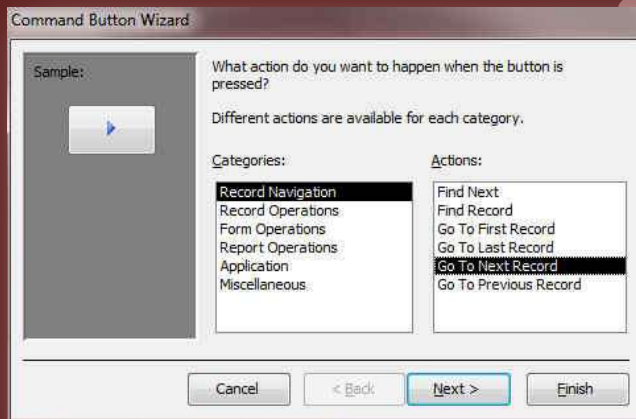 Command Button Wizard
Sample:
What action do you want to happen when the button is
pressed?
Different actions are available for each category.
Categories:
Record Navigation
Record Operations
Form Operations
Report Operations
Application
Miscellaneous
Actions:
Find Next
Find Record
Go To First Record
Go To Last Record
Go To Next Record
Go To Previous Record
Cancel
< Back
Next >
Finish